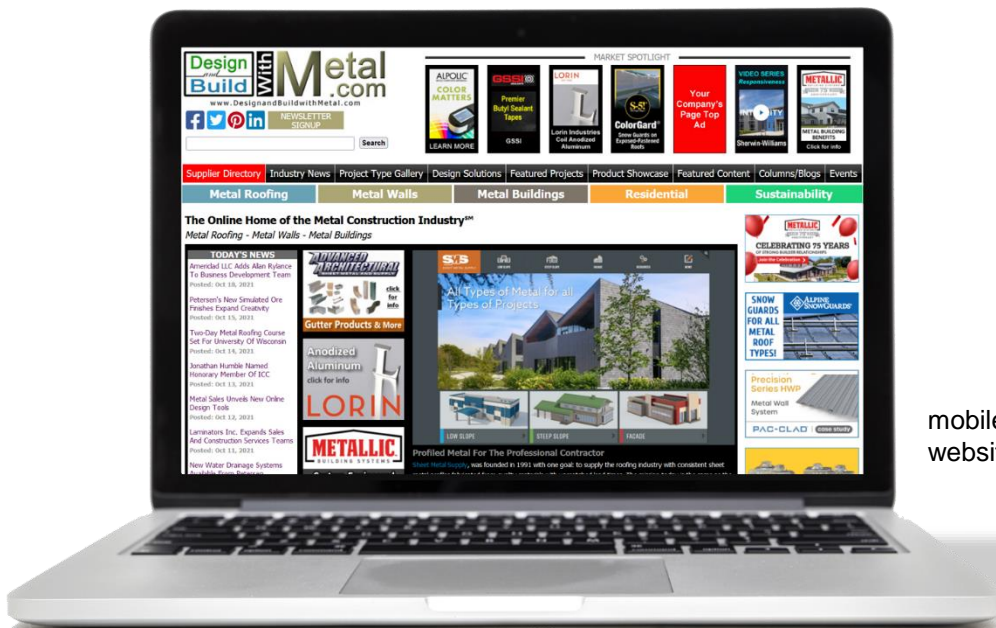 Design
and
Build
With
Metal
.com
www.DesignandBuildwithMetal.com
NEWSLETTER
SIGNUP
Search
MARKET SPOTLIGHT
ALPOLIC
COLOR
MATTERS
LEARN MORE
GSSI
Premier
Butyl Sealant
Tapes
GSSI
LORIN
Lorin Industries
Coil Anodized
Aluminum
S-5!
ColorGard
Snow Guards on
Exposed-Fastened
Roofs
Your
Company's
Page Top
Ad
VIDEO SERIES
Responsiveness
Sherwin-Williams
METALLIC
METAL BUILDING
BENEFITS
Click for info
Supplier Directory Industry News Project Type Gallery Design Solutions Featured Projects Product Showcase Featured Content Columns/Blogs Events
Metal Roofing Metal Walls Metal Buildings Residential Sustainability
The Online Home of the Metal Construction Industry℠
Metal Roofing - Metal Walls - Metal Buildings
TODAY'S NEWS
Americlad LLC Adds Allan Rylance
To Business Development Team
Posted: Oct 18, 2021
Petersen's New Simulated Ore
Finishes Expand Creativity
Posted: Oct 15, 2021
Two-Day Metal Roofing Course
Set For University Of Wisconsin
Posted: Oct 14, 2021
Jonathan Humble Named
Honorary Member Of ICC
Posted: Oct 13, 2021
Metal Sales Unveils New Online
Design Tools
Posted: Oct 12, 2021
Laminators Inc. Expands Sales
And Construction Services Teams
Posted: Oct 11, 2021
New Water Drainage Systems
ADVANCED
ARCHITECTURAL
click
for
info
Gutter Products & More
Anodized
Aluminum
click for info
LORIN
METALLIC
BUILDING SYSTEMS
SMS
All Types of Metal for all
Types of Projects
LOW SLOPE
STEEP SLOPE
FACADE
Profiled Metal For The Professional Contractor
Sheet Metal Supply, was founded in 1991 with one goal: to supply the roofing industry with consistent sheet
METALLIC
CELEBRATING 75 YEARS
OF STRONG BUILDER RELATIONSHIPS
Join the Celebration
SNOW
GUARDS
FOR ALL
METAL
ROOF
TYPES!
ALPINE
SNOWGUARDS
Precision
Series HWP
Metal Wall
System
PAC-CLAD
case study
mobile
websit